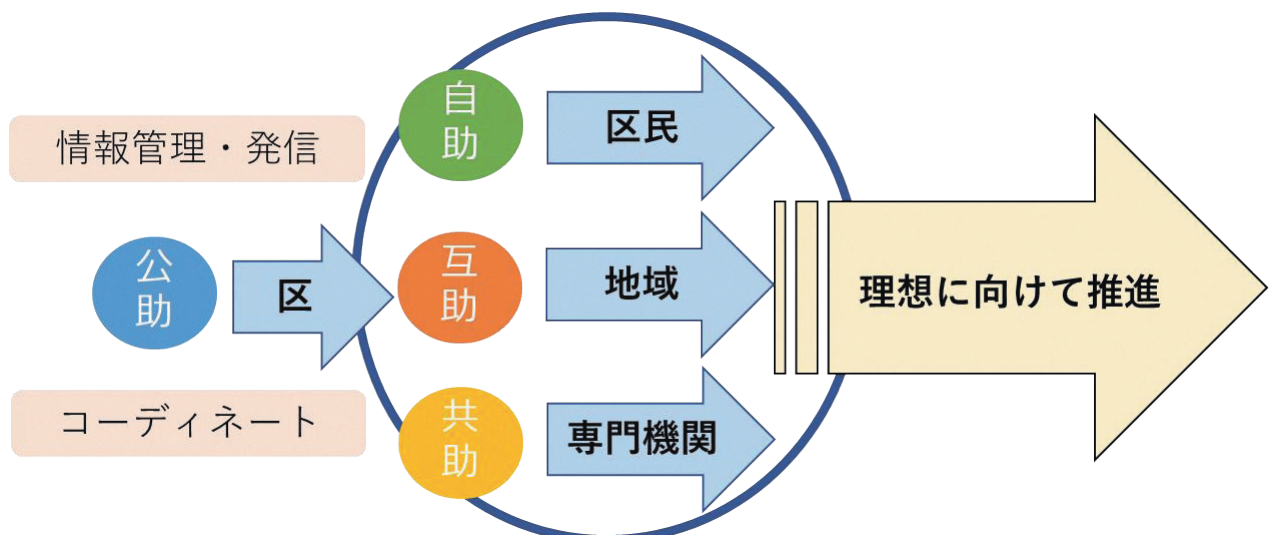 情報管理・発信
公助
区
コーディネート
自助
区民
互助
地域
共助
専門機関
理想に向けて推進